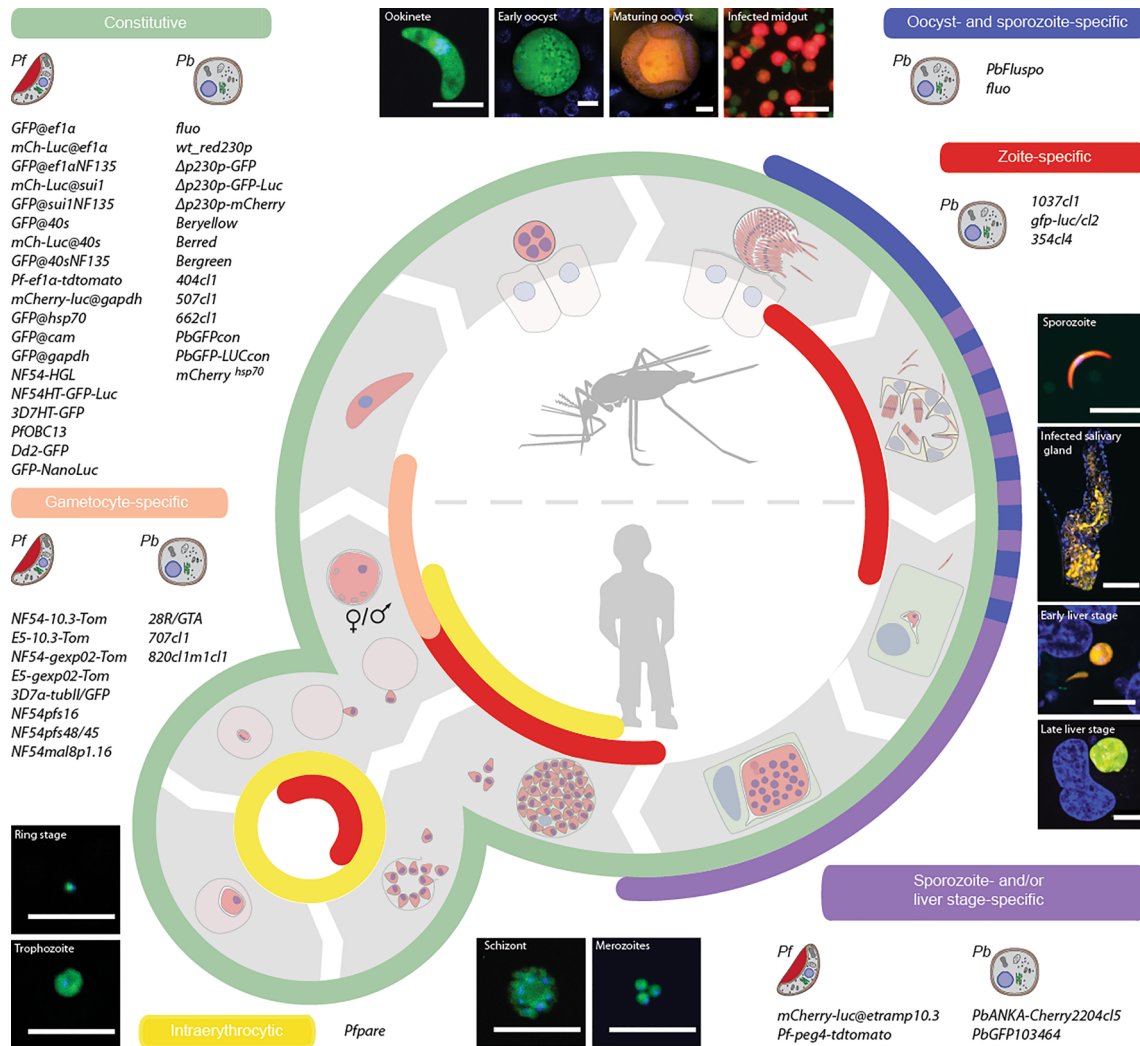 Constitutive
Pf
Pb
GFP@ef1a
mCh-Luc@ef1a
GFP@ef1aNF135
mCh-Luc@sui1
GFP@sui1NF135
GFP@40s
mCh-Luc@40s
GFP@40sNF135
Pf-ef1a-tdtomato
mCherry-luc@gapdh
GFP@hsp70
GFP@cam
GFP@gapdh
NF54-HGL
NF54HT-GFP-Luc
3D7HT-GFP
PfOBC13
Dd2-GFP
GFP-NanoLuc
fluo
wt_red230p
Δp230p-GFP
Δp230p-GFP-Luc
Δp230p-mCherry
Beryellow
Berred
Bergreen
404cl1
507cl1
662cl1
PbGFPcon
PbGFP-LUCcon
mCherry hsp70
Ookinete
Early oocyst
Maturing oocyst
Infected midgut
Oocyst- and sporozoite-specific
Pb
PbFluspo
fluo
Zoite-specific
Pb
1037cl1
gfp-luc/cl2
354cl4
Sporozoite
Infected salivary
gland
Early liver stage
Late liver stage
Gametocyte-specific
Pf
Pb
NF54-10.3-Tom
E5-10.3-Tom
NF54-gexp02-Tom
E5-gexp02-Tom
3D7a-tubll/GFP
NF54pfs16
NF54pfs48/45
NF54mal8p1.16
28R/GTA
707cl1
820cl1m1cl1
♀/♂
Ring stage
Trophozoite
Intraerythrocytic
Pfpare
Schizont
Merozoites
Sporozoite- and/or
liver stage-specific
Pf
Pb
mCherry-luc@etramp10.3
Pf-peg4-tdtomato
PbANKA-Cherry2204cl5
PbGFP103464